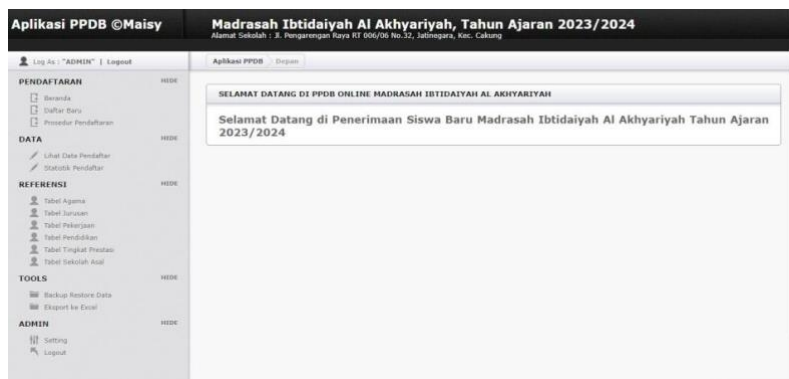 Aplikasi PPDB ©Maisy
Madrasah Ibtidaiyah Al Akhyariyah, Tahun Ajaran 2023/2024
Alamat Sekolah : Jl. Pengarengan Raya RT 006/06 No.32, Jatinegara, Kec. Cakung
Log As : "ADMIN" | Logout
Aplikasi PPDB Depan
PENDAFTARAN HIDE
Beranda
Daftar Baru
Prosedur Pendaftaran
DATA HIDE
Lihat Data Pendaftar
Statistik Pendaftar
REFERENSI HIDE
Tabel Agama
Tabel Jurusan
Tabel Pekerjaan
Tabel Pendidikan
Tabel Tingkat Prestasi
Tabel Sekolah Asal
TOOLS HIDE
Backup Restore Data
Eksport ke Excel
ADMIN HIDE
Setting
Logout
SELAMAT DATANG DI PPDB ONLINE MADRASAH IBTIDAIYAH AL AKHYARIYAH
Selamat Datang di Penerimaan Siswa Baru Madrasah Ibtidaiyah Al Akhyariyah Tahun Ajaran
2023/2024